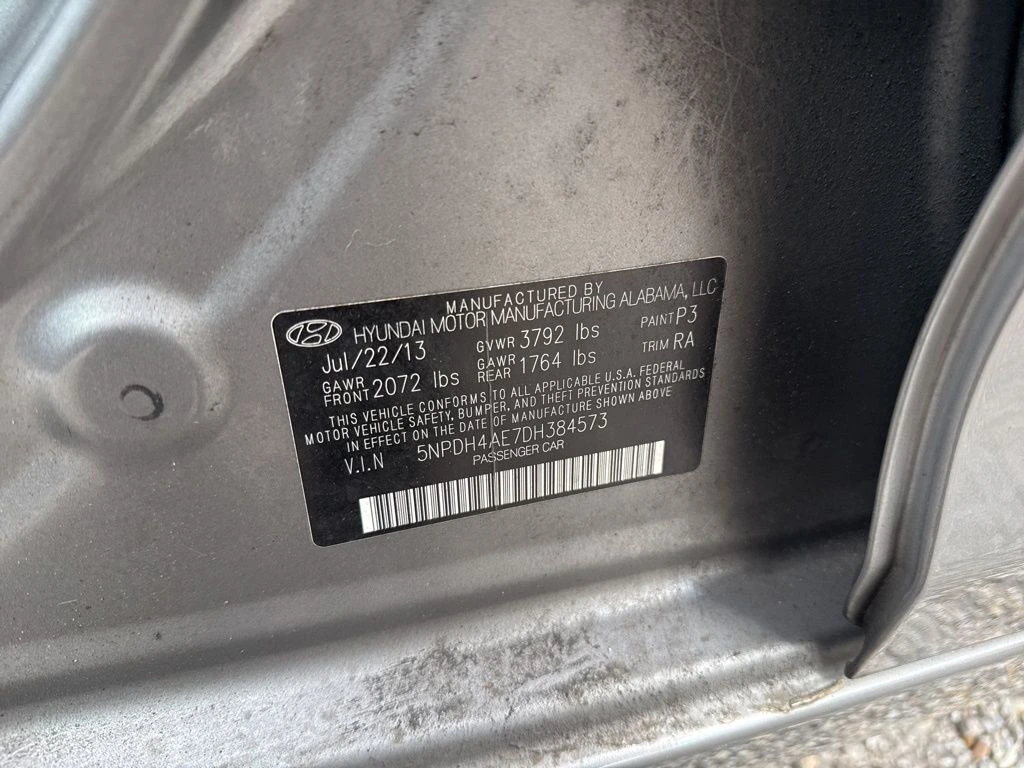 MANUFACTURED BY
HYUNDAI MOTOR MANUFACTURING ALABAMA, LLC
Jul/22/13 GVWR 3792 lbs PAINT P3
GAWR FRONT 2072 lbs GAWR REAR 1764 lbs TRIM RA
THIS VEHICLE CONFORMS TO ALL APPLICABLE U.S.A. FEDERAL
MOTOR VEHICLE SAFETY, BUMPER, AND THEFT PREVENTION STANDARDS
IN EFFECT ON THE DATE OF MANUFACTURE SHOWN ABOVE
V.I.N 5NPDH4AE7DH384573
PASSENGER CAR